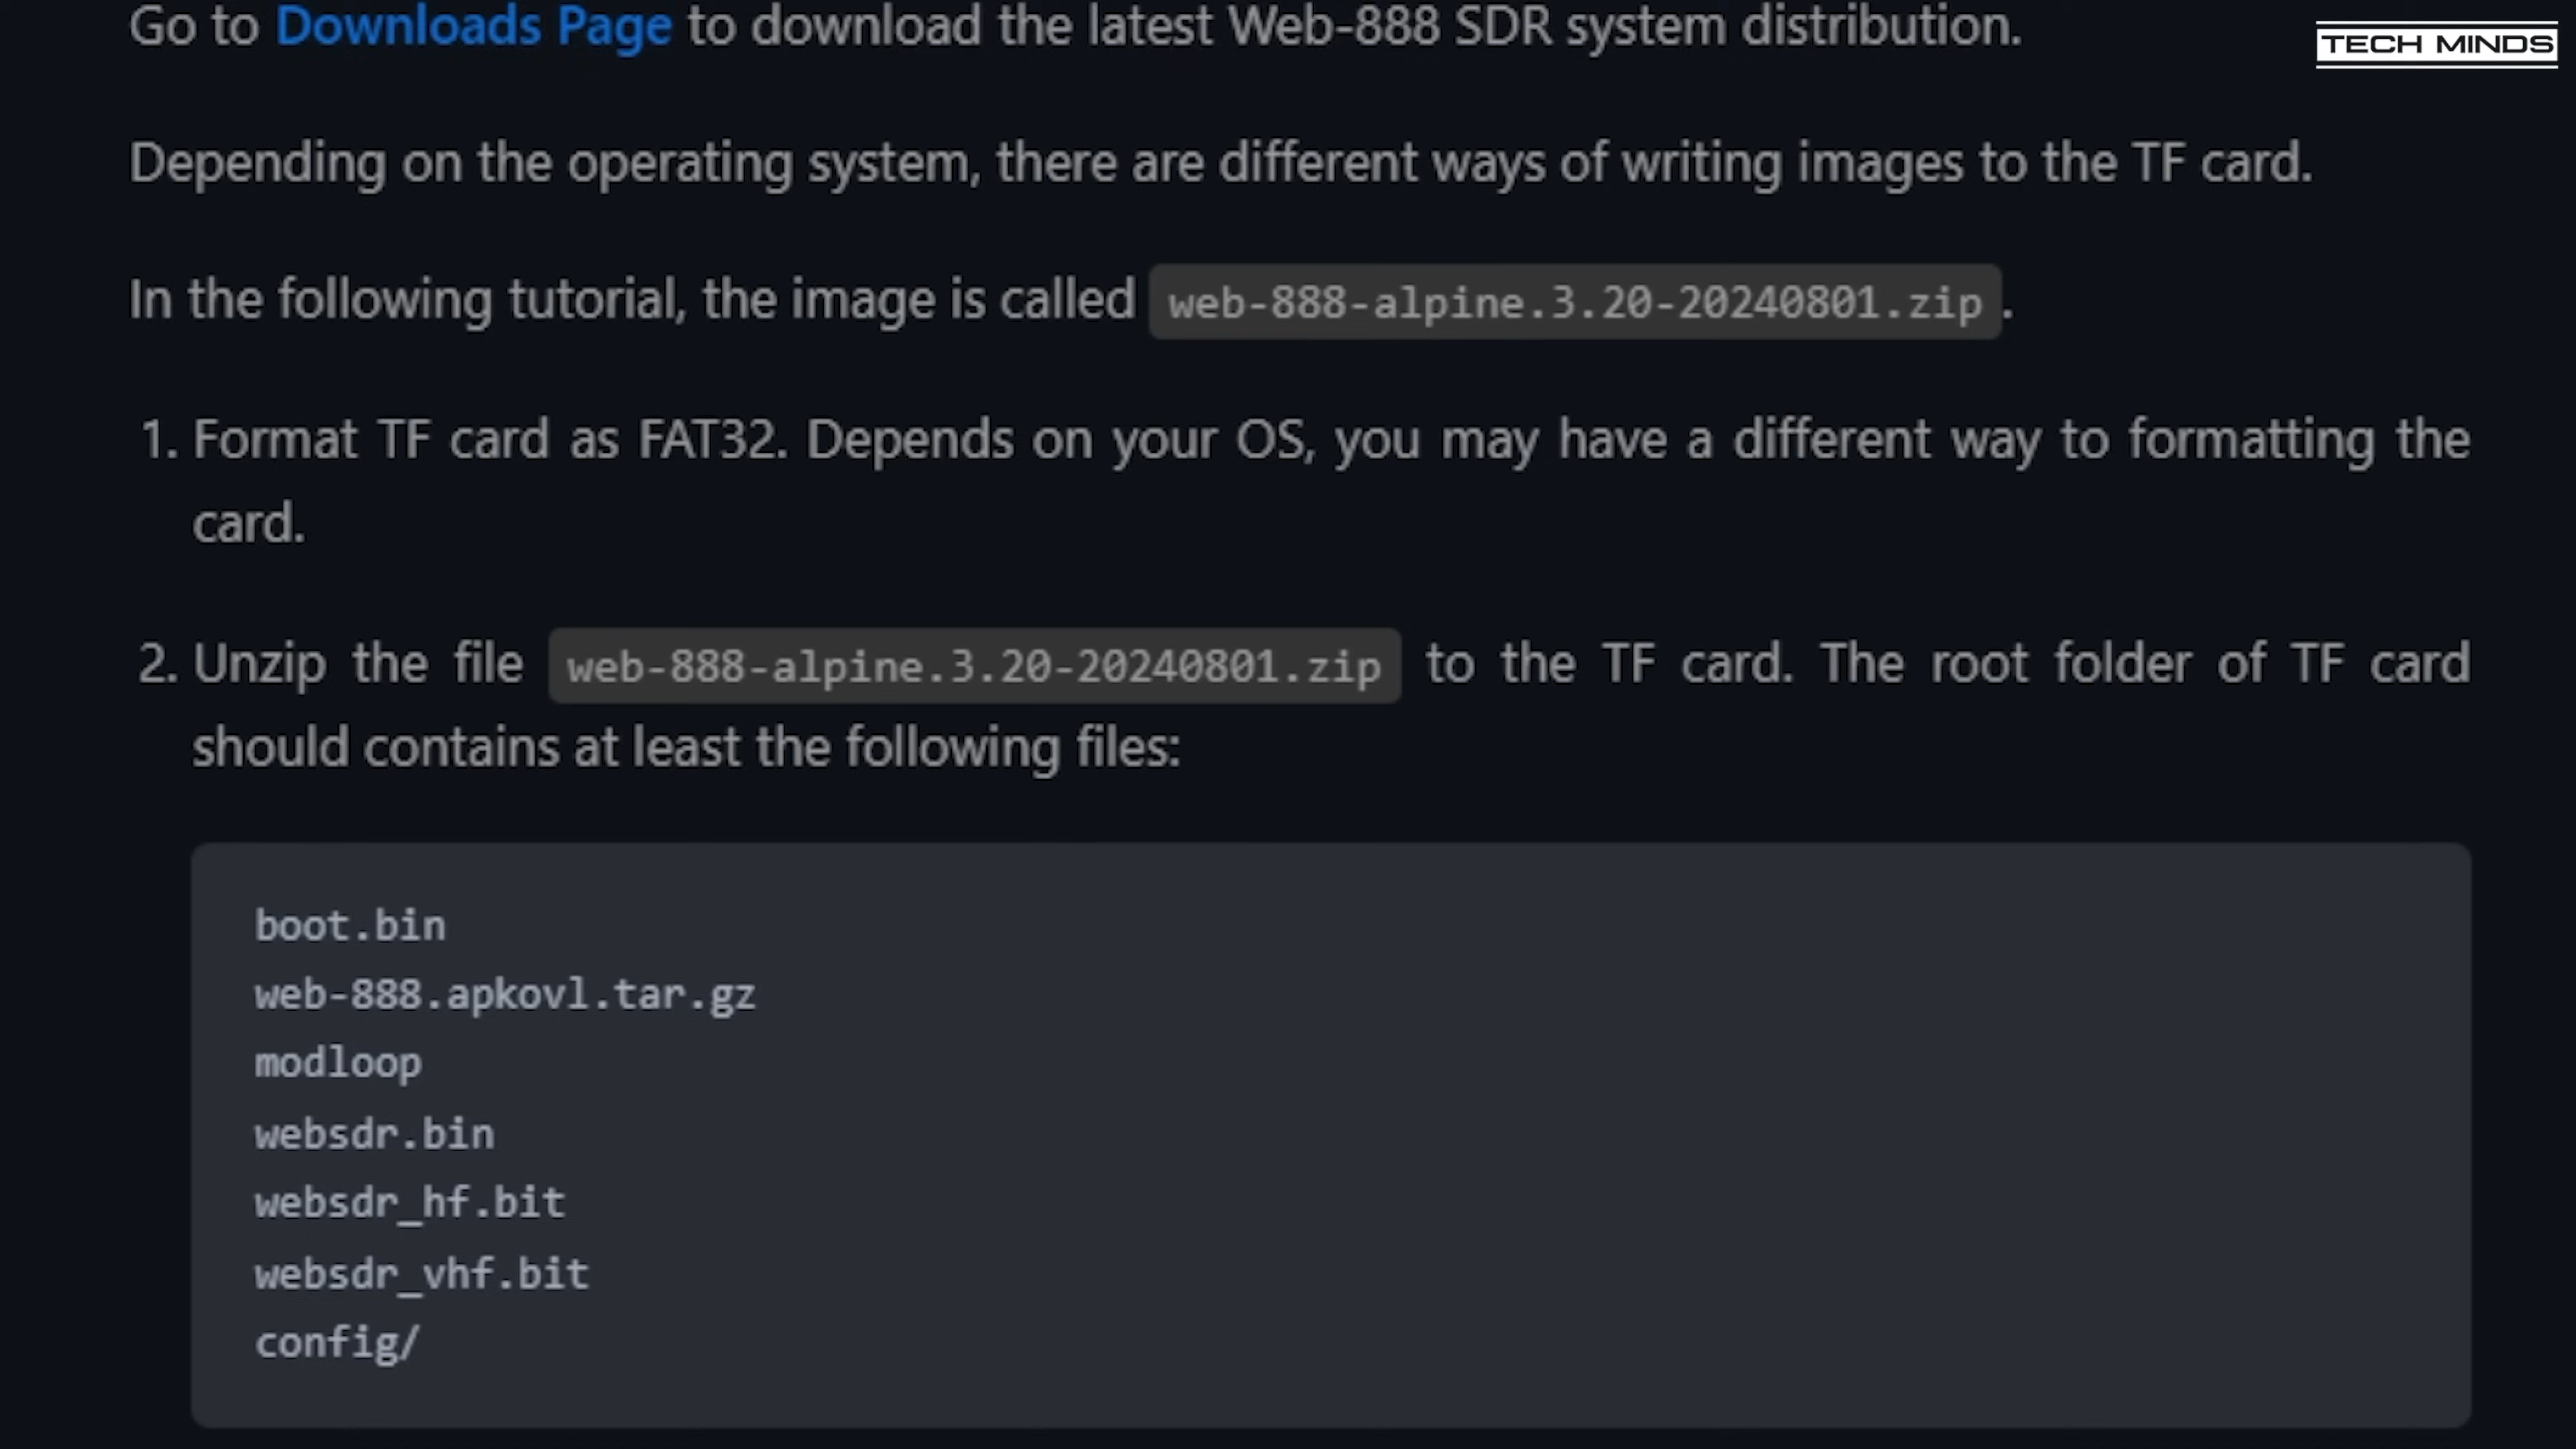 Go to Downloads Page to download the latest Web-888 SDR system distribution.
TECH MINDS
Depending on the operating system, there are different ways of writing images to the TF card.
In the following tutorial, the image is called web-888-alpine.3.20-20240801.zip.
1. Format TF card as FAT32. Depends on your OS, you may have a different way to formatting the
card.
2. Unzip the file web-888-alpine.3.20-20240801.zip to the TF card. The root folder of TF card
should contains at least the following files:
boot.bin
web-888.apkovl.tar.gz
modloop
websdr.bin
websdr_hf.bit
websdr_vhf.bit
config/